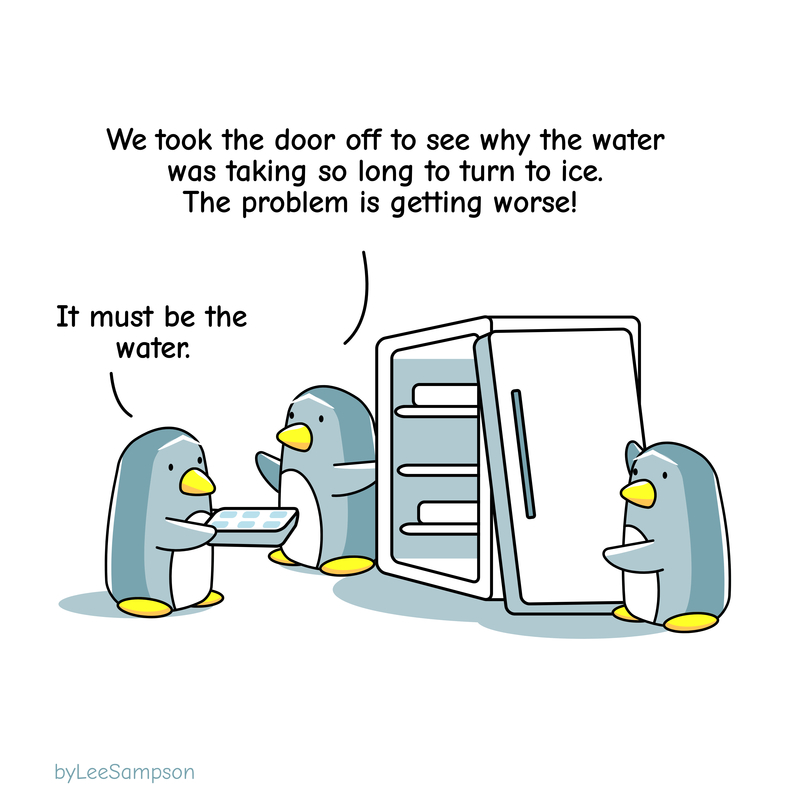 We took the door off to see why the water
was taking so long to turn to ice.
The problem is getting worse!
It must be the
water.
byLeeSampson